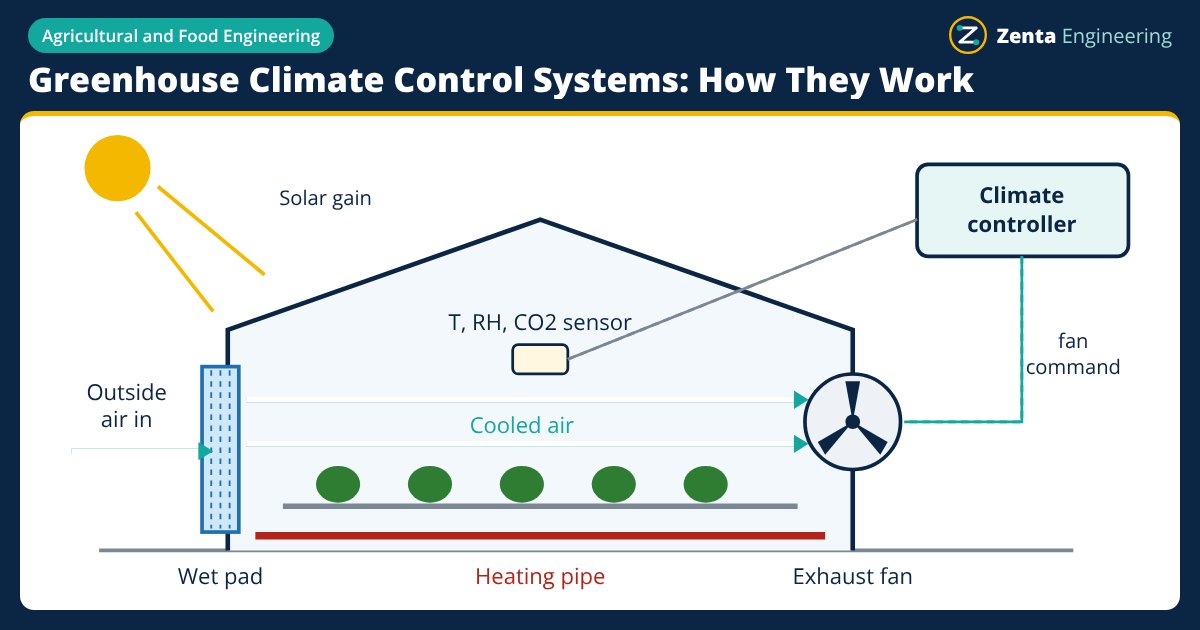 Agricultural and Food Engineering
Zenta Engineering
Greenhouse Climate Control Systems: How They Work
Solar gain
Climate
controller
T, RH, CO2 sensor
fan
command
Outside
air in
Cooled air
Wet pad
Heating pipe
Exhaust fan